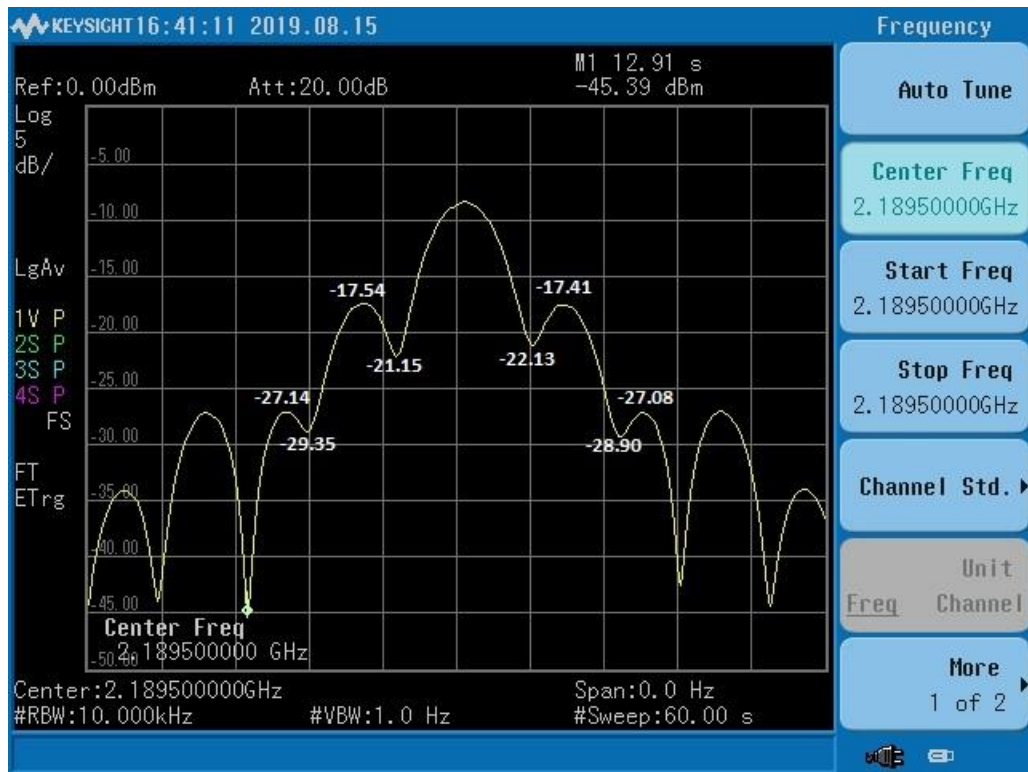 KEYSIGHT 16:41:11 2019.08.15
Frequency
M1 12.91 s
Ref:0.00dBm Att:20.00dB -45.39 dBm
Log
5
dB/
-5.00
-10.00
LgAv
-15.00
-17.54
-17.41
1V P
-20.00
2S P
3S P
-21.15
-22.13
4S P
-25.00
FS
-27.14
-27.08
-30.00
-29.35
-28.90
FT
ETrg
-35.00
-40.00
-45.00
Center Freq
2.189500000 GHz
-50.00
Center:2.189500000GHz Span:0.0 Hz
#RBW:10.000kHz #VBW:1.0 Hz #Sweep:60.00 s
Auto Tune
Center Freq
2.18950000GHz
Start Freq
2.18950000GHz
Stop Freq
2.18950000GHz
Channel Std.
Unit
Freq Channel
More
1 of 2